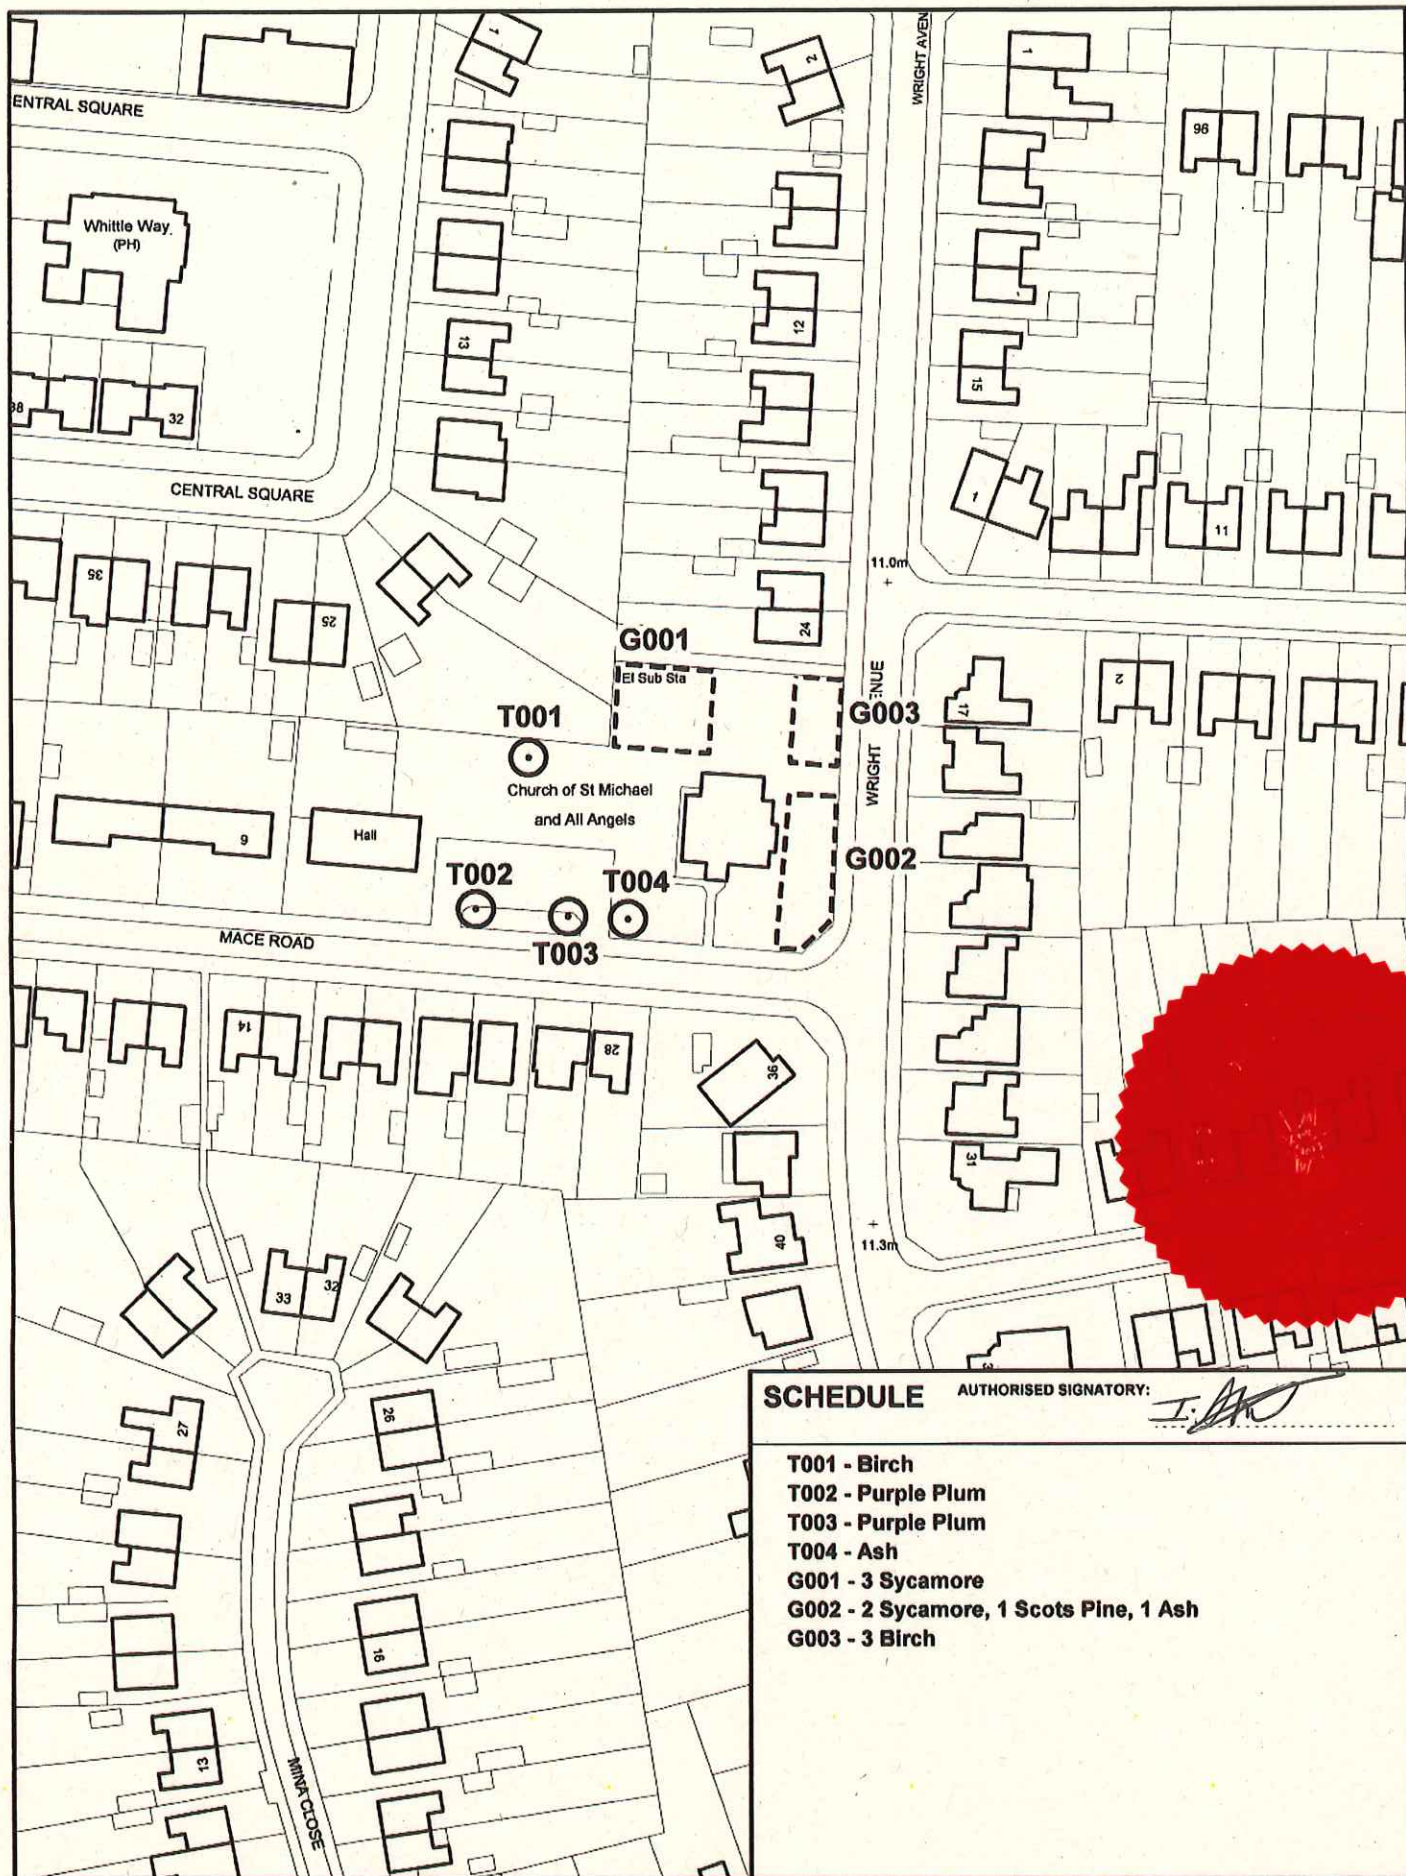 1
2
WRIGHT AVEN
1
ENTRAL SQUARE
96
Whittle Way
(PH)
13
12
15
38
32
CENTRAL SQUARE
1
11
35
25
11.0m
24
G001
El Sub Sta
2
17
T001
G003
WRIGHT
ENUE
Church of St Michael
and All Angels
9
Hall
G002
T002
T004
MACE ROAD
T003
14
28
36
31
40
11.3m
33
32
27
26
16
13
MINA CLOSE
SCHEDULE
AUTHORISED SIGNATORY:
T001 - Birch
T002 - Purple Plum
T003 - Purple Plum
T004 - Ash
G001 - 3 Sycamore
G002 - 2 Sycamore, 1 Scots Pine, 1 Ash
G003 - 3 Birch